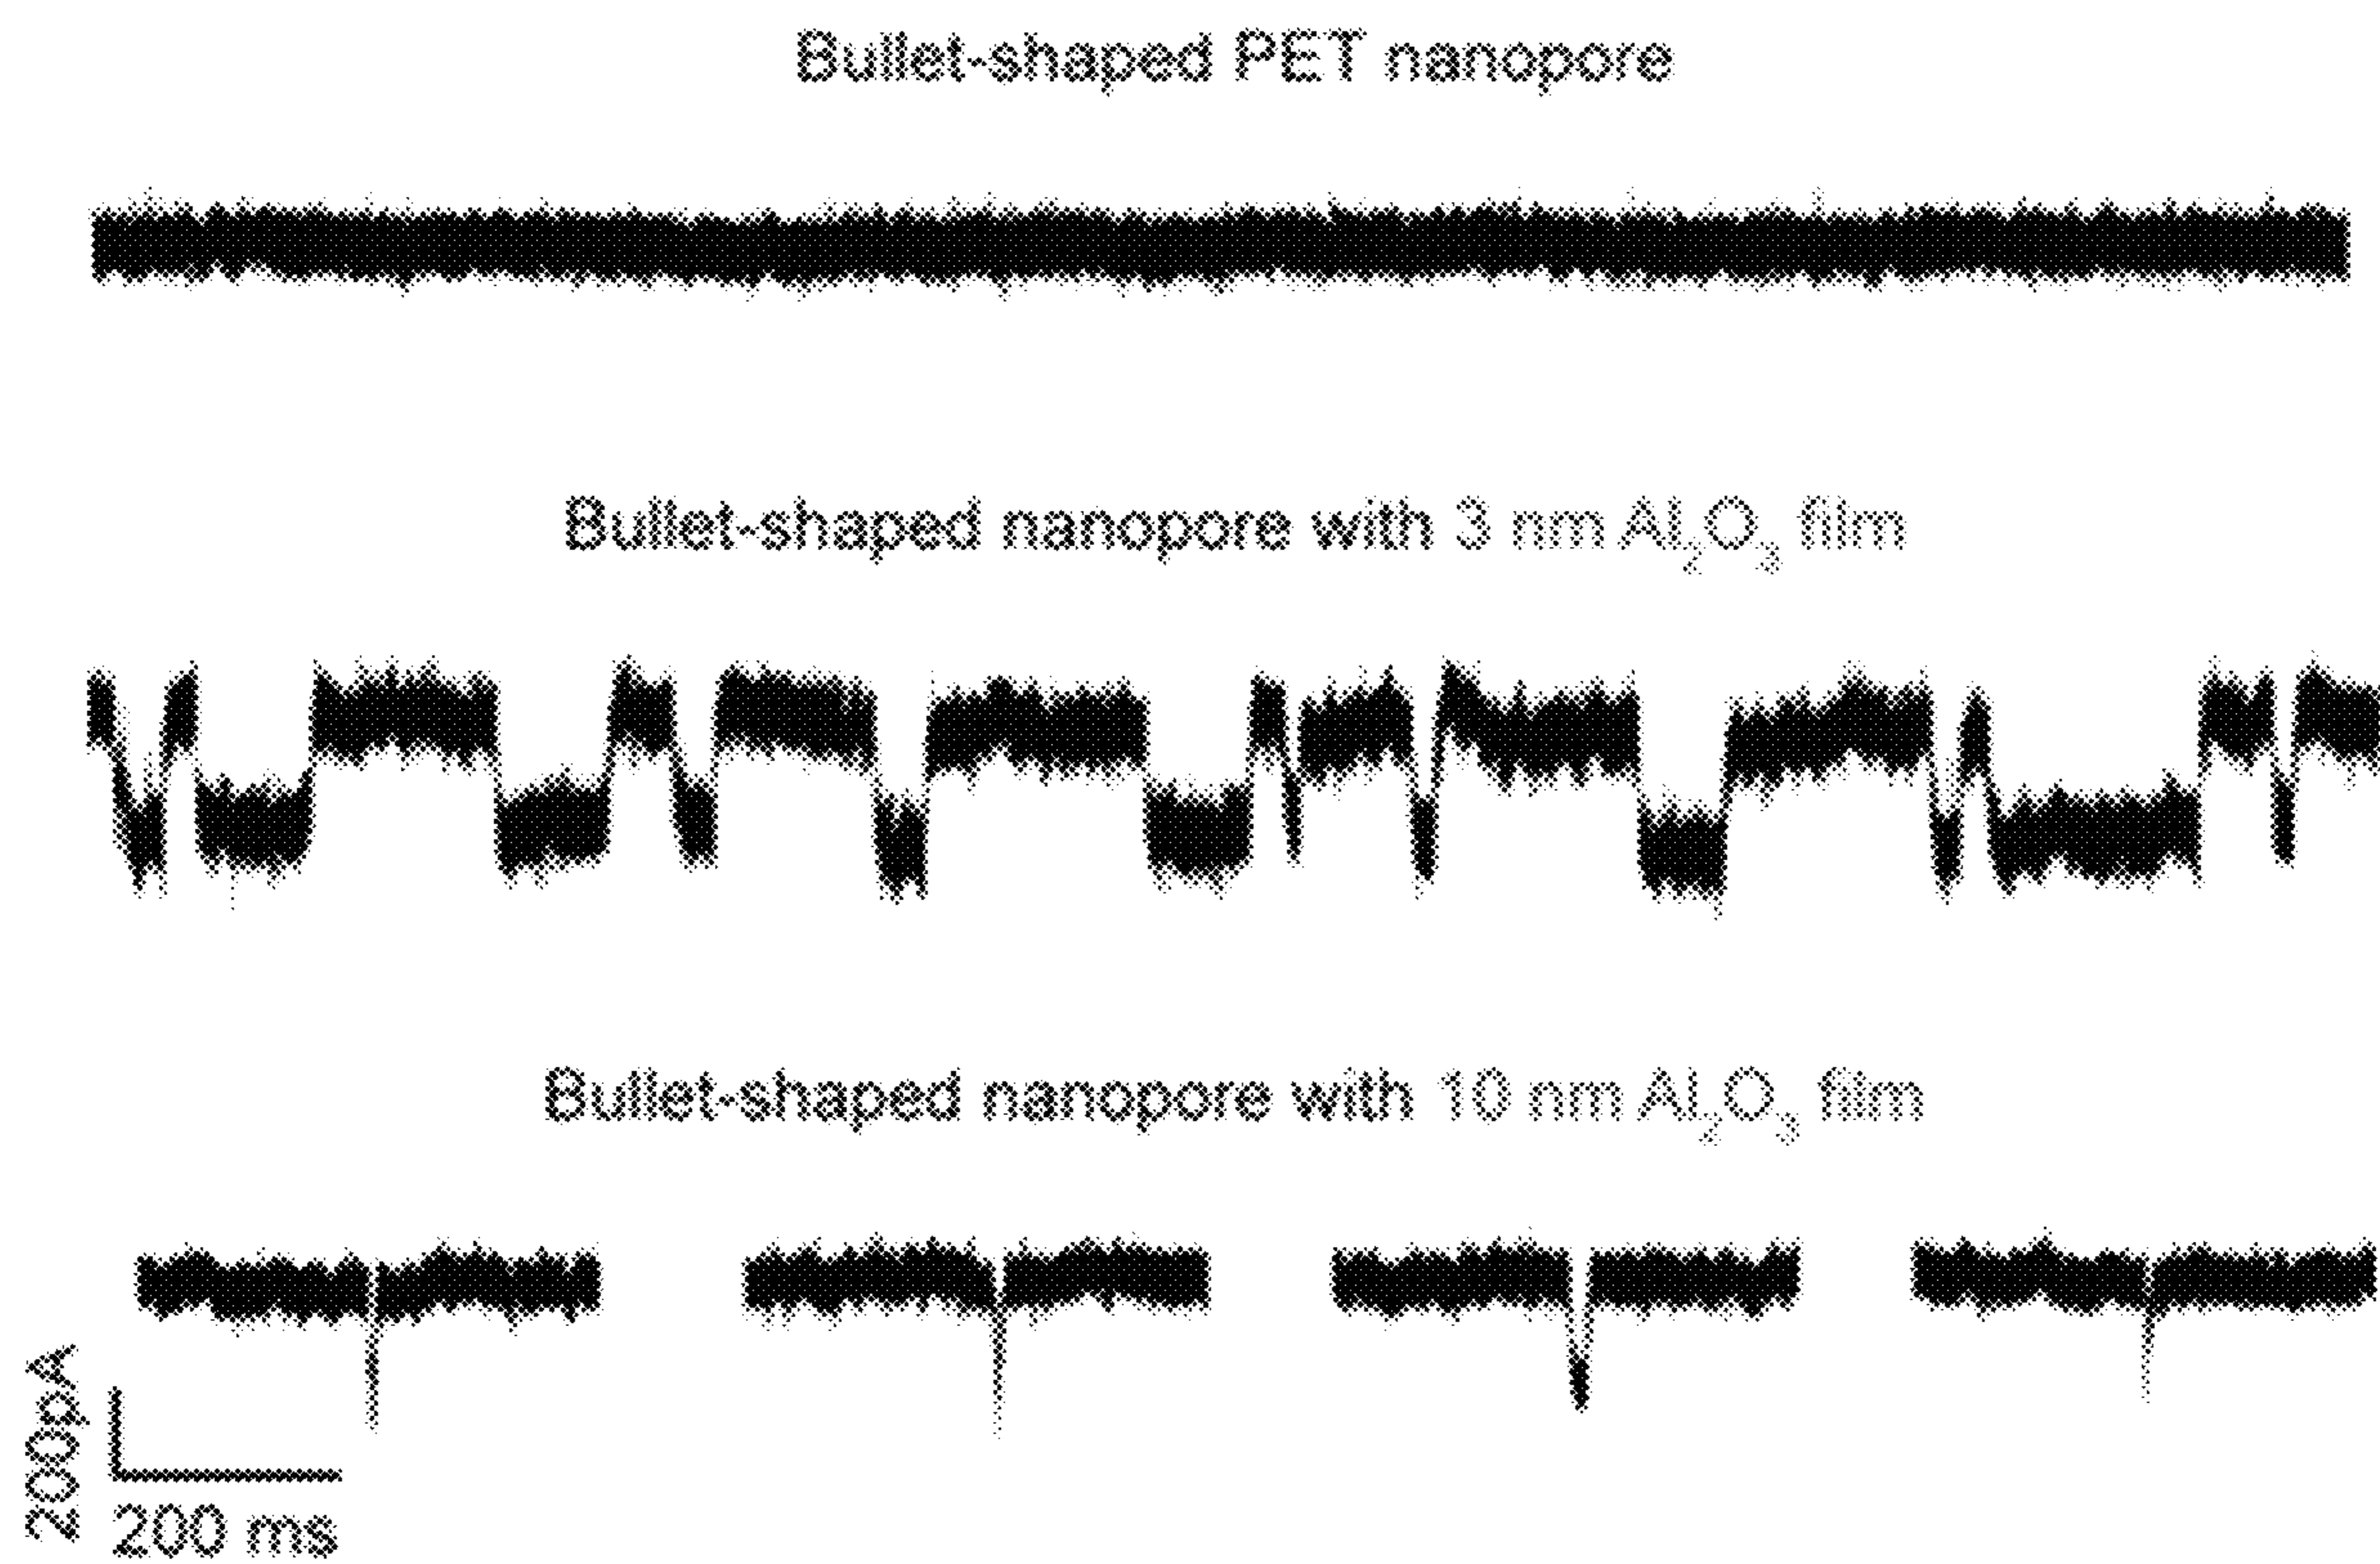 Bullet-shaped PET nanopore
Bullet-shaped nanopore with 3 nm Al₂O₃ film
Bullet-shaped nanopore with 10 nm Al₂O₃ film
200pA
200 ms